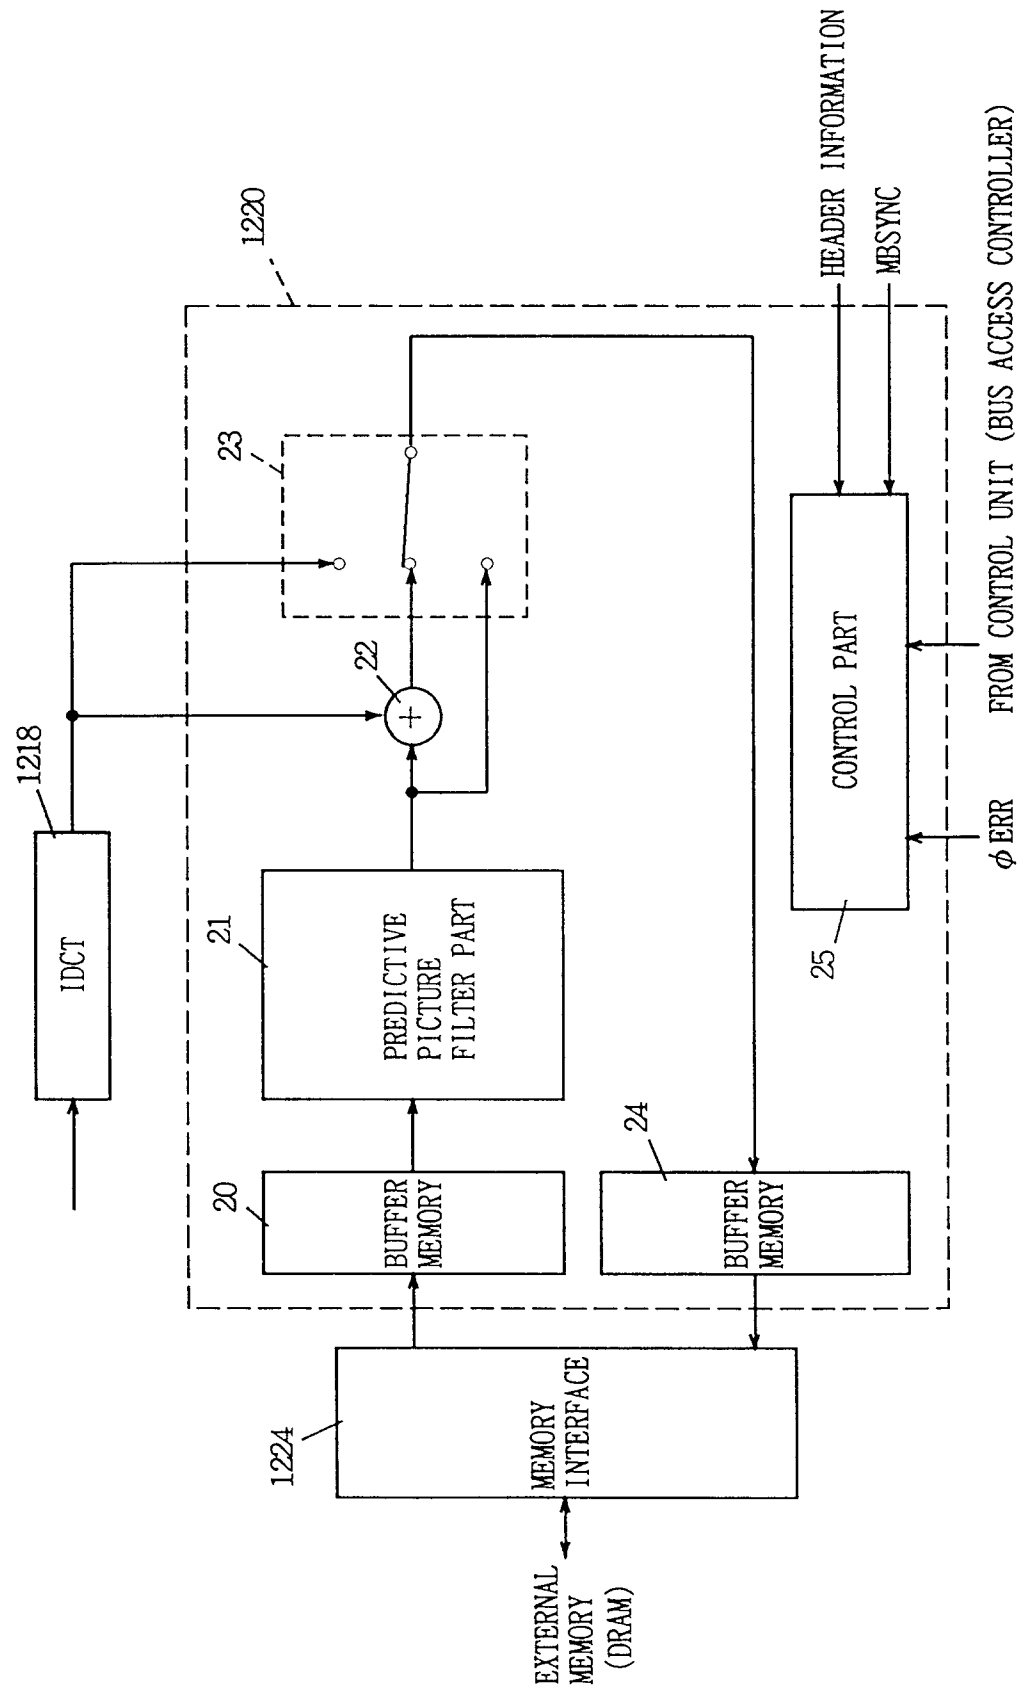 1218
IDCT
1220
23
22
21
PREDICTIVE
PICTURE
FILTER PART
20
BUFFER
MEMORY
24
BUFFER
MEMORY
1224
MEMORY
INTERFACE
EXTERNAL
MEMORY
(DRAM)
25
CONTROL PART
HEADER INFORMATION
MBSYNC
φERR
FROM CONTROL UNIT (BUS ACCESS CONTROLLER)